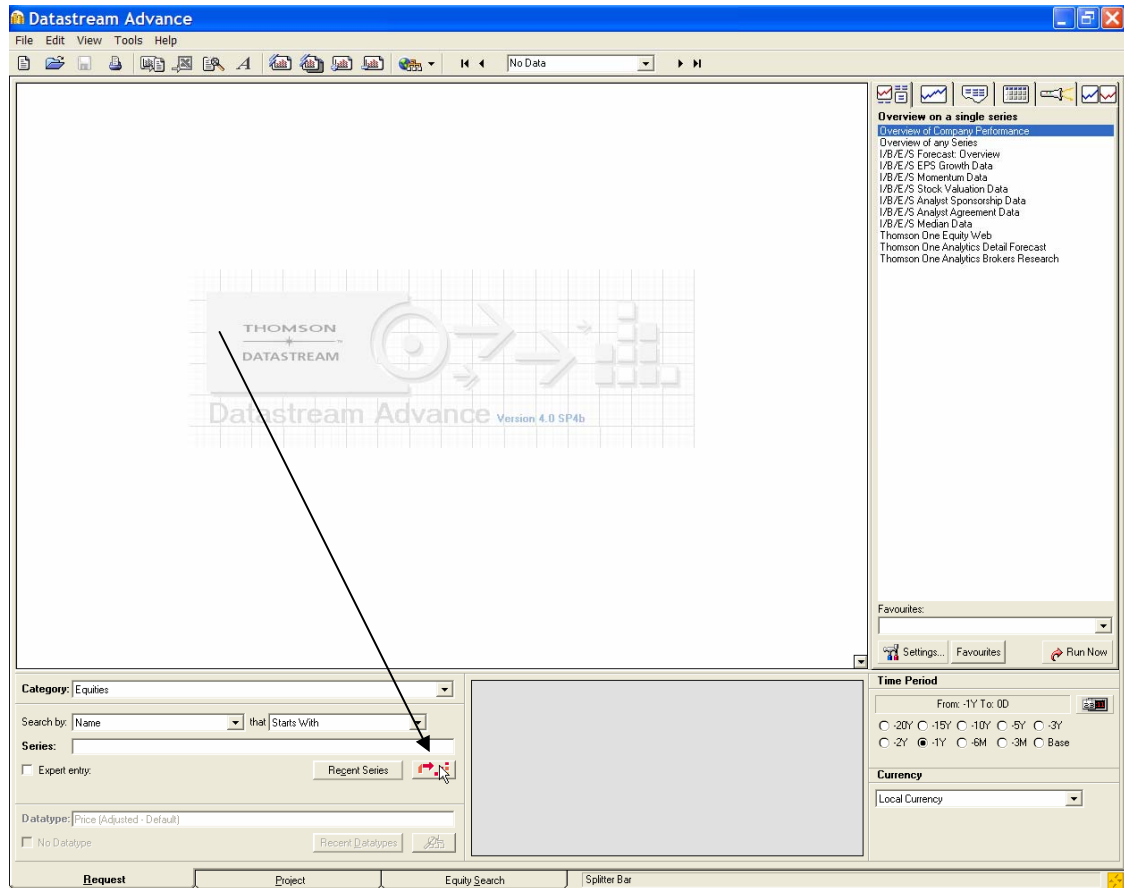 Datastream Advance
File Edit View Tools Help
No Data
Overview on a single series
Overview of Company Performance
Overview of any Series
I/B/E/S Forecast: Overview
I/B/E/S EPS Growth Data
I/B/E/S Momentum Data
I/B/E/S Stock Valuation Data
I/B/E/S Analyst Sponsorship Data
I/B/E/S Analyst Agreement Data
I/B/E/S Median Data
Thomson One Equity Web
Thomson One Analytics Detail Forecast
Thomson One Analytics Brokers Research
THOMSON
DATASTREAM
Datastream Advance Version 4.0 SP4b
Favourites:
Settings... Favourites Run Now
Category: Equities
Search by: Name that Starts With
Series:
Expert entry: Recent Series
Datatype: Price (Adjusted - Default)
No Datatype Recent Datatypes
Time Period
From: -1Y To: 0D
-20Y -15Y -10Y -5Y -3Y
-2Y -1Y -6M -3M Base
Currency
Local Currency
Request Project Equity Search Splitter Bar